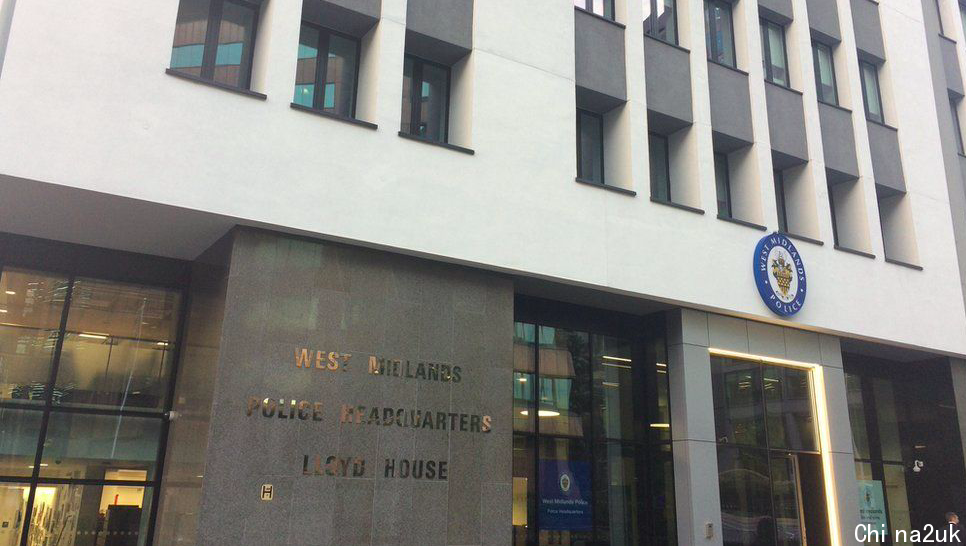 WEST MIDLANDS
POLICE
WEST MIDLANDS
POLICE HEADQUARTERS
LLOYD HOUSE
H
West Midlands Police
Police Headquarters
Chi na2uk